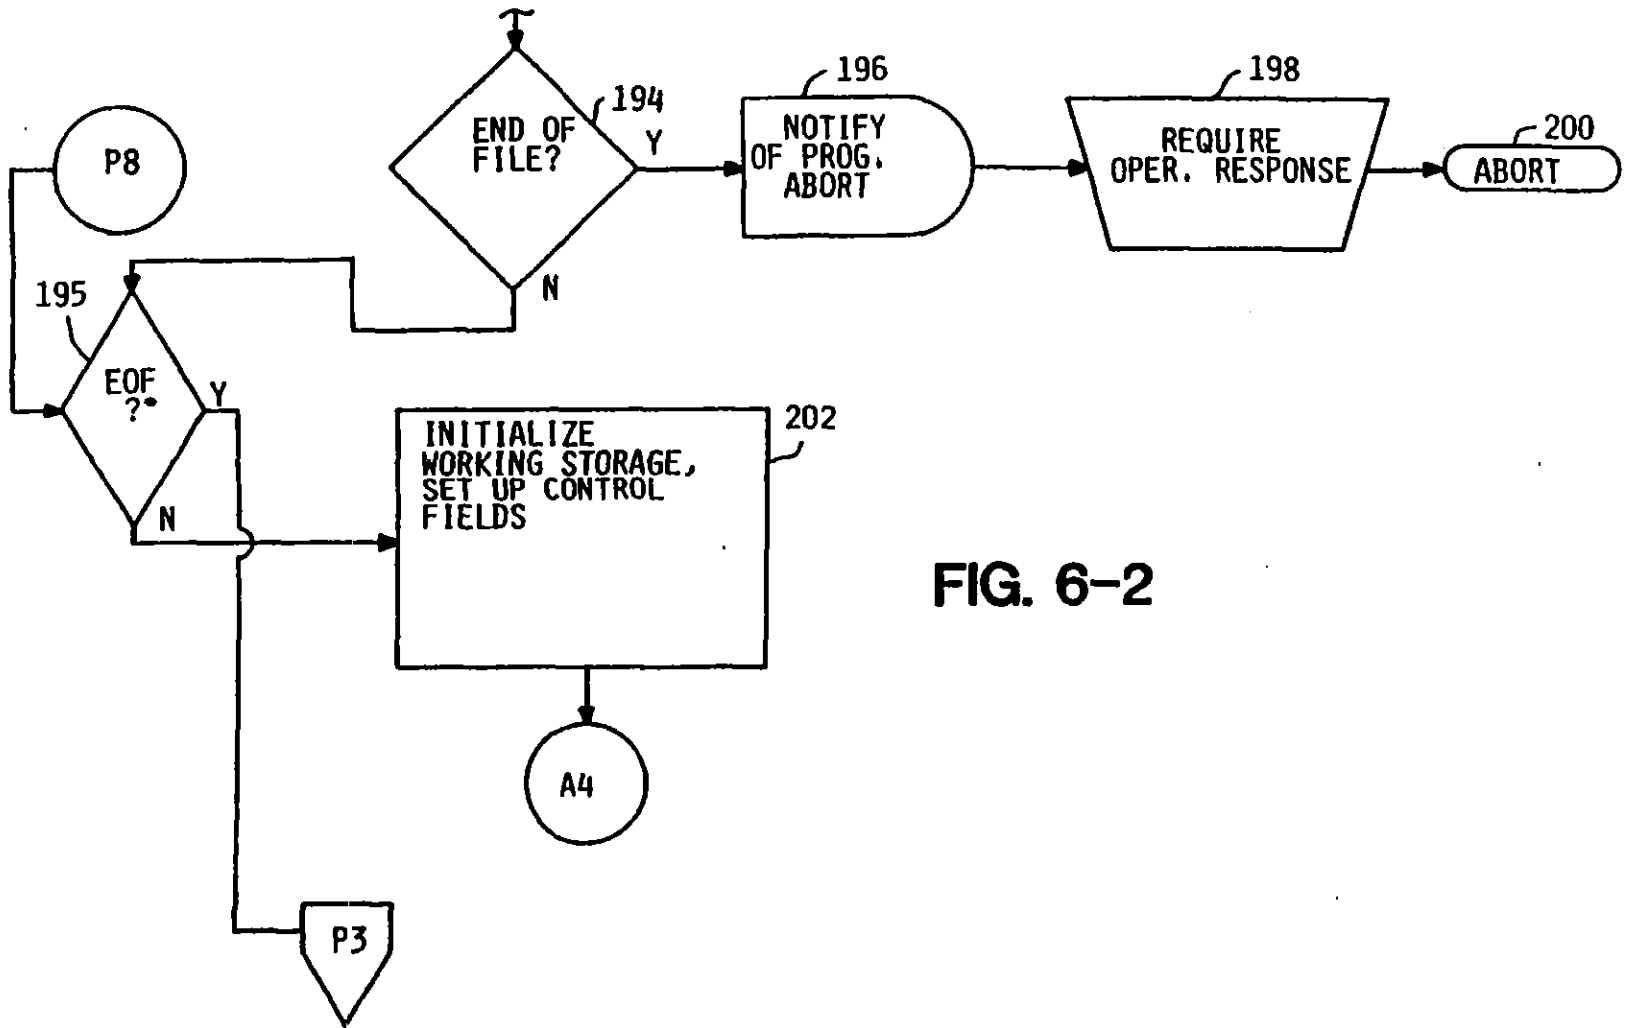 196
198
194
200
END OF
FILE?
Y
NOTIFY
OF PROG.
ABORT
REQUIRE
OPER. RESPONSE
ABORT
P8
N
195
EOF
?
Y
N
202
INITIALIZE
WORKING STORAGE,
SET UP CONTROL
FIELDS
FIG. 6-2
A4
P3